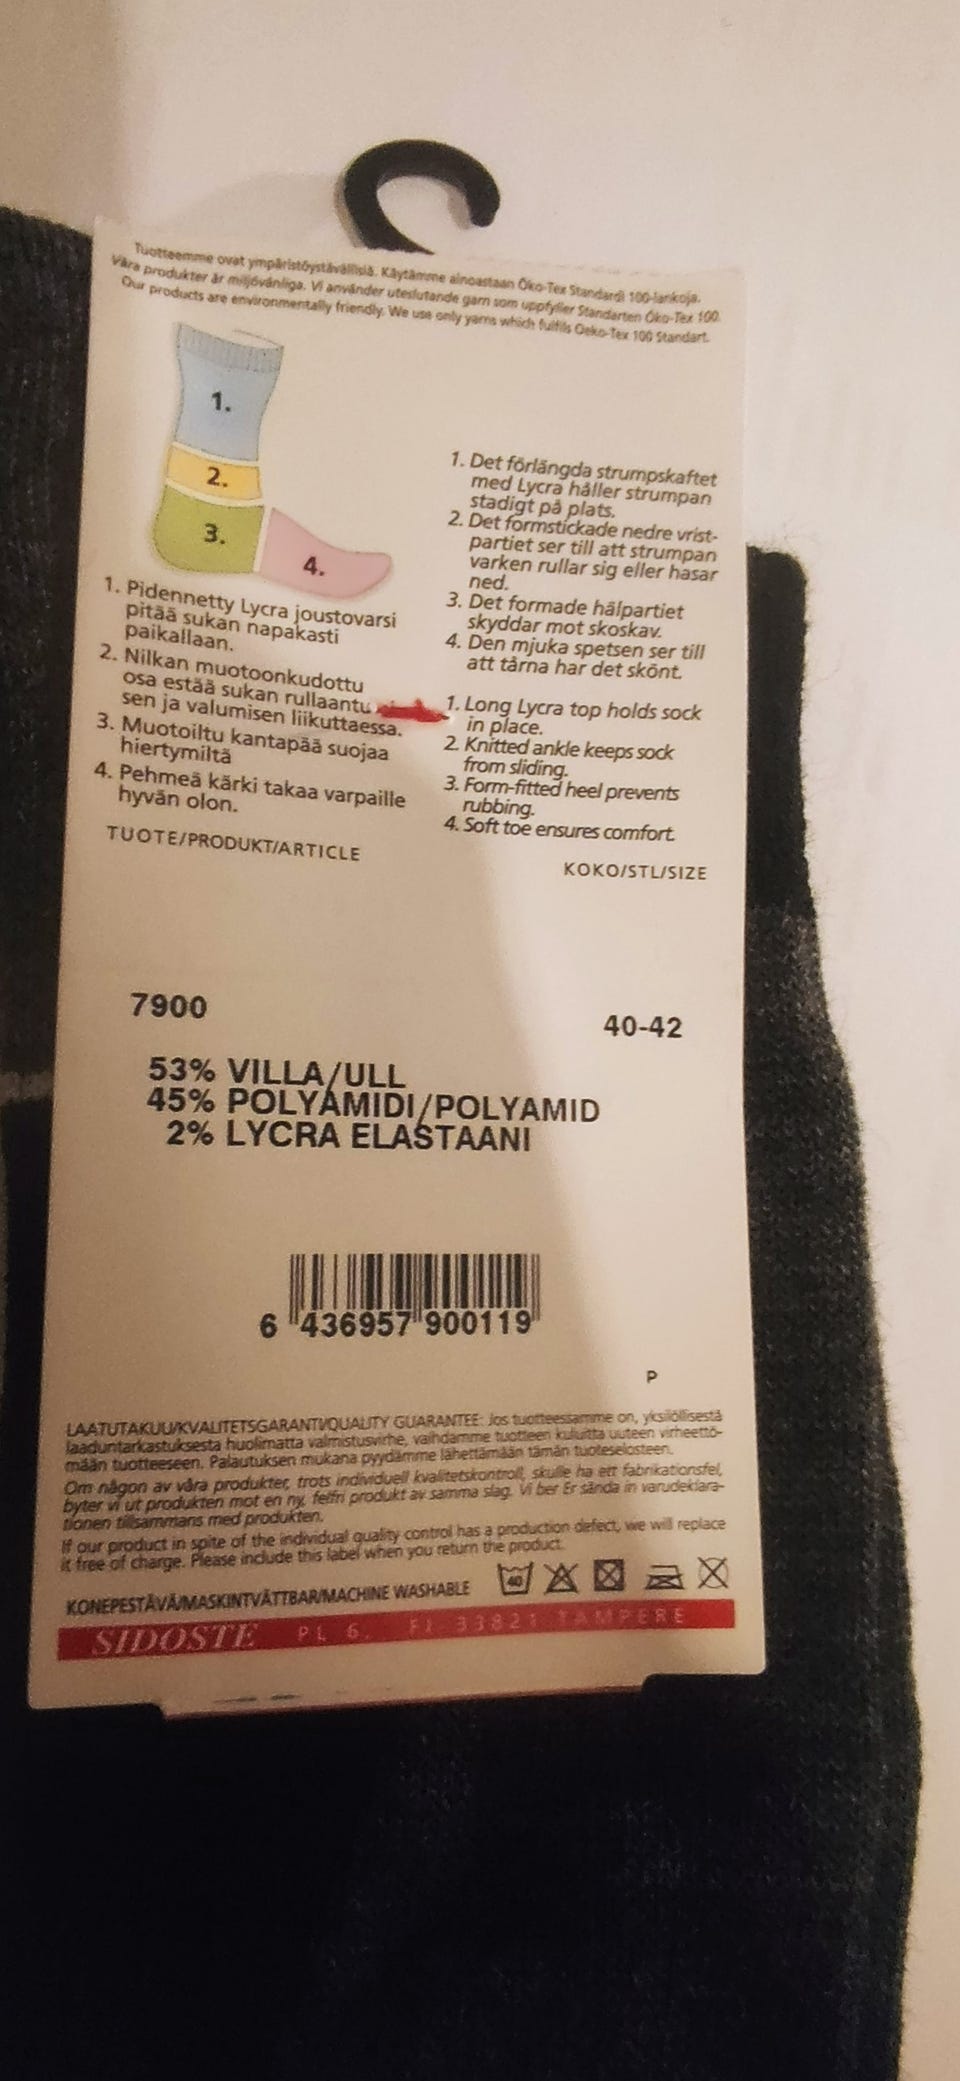 Tuotteemme ovat ympäristöystävällisiä. Käytämme ainoastaan Öko-Tex Standardi 100-lankoja.
Våra produkter är miljövänliga. Vi använder uteslutande garn som uppfyller Standarten Öko-Tex 100.
Our products are environmentally friendly. We use only yarns which fulfils Oeko-Tex 100 Standart.
1.
2.
3.
4.
1. Pidennetty Lycra joustovarsi
pitää sukan napakasti
paikallaan.
2. Nilkan muotoonkudottu
osa estää sukan rullaantu
sen ja valumisen liikuttaessa.
3. Muotoiltu kantapää suojaa
hiertymiltä
4. Pehmeä kärki takaa varpaille
hyvän olon.
1. Det förlängda strumpskaftet
med Lycra håller strumpan
stadigt på plats.
2. Det formstickade nedre vrist-
partiet ser till att strumpan
varken rullar sig eller hasar
ned.
3. Det formade hälpartiet
skyddar mot skoskav.
4. Den mjuka spetsen ser till
att tårna har det skönt.
1. Long Lycra top holds sock
in place.
2. Knitted ankle keeps sock
from sliding.
3. Form-fitted heel prevents
rubbing.
4. Soft toe ensures comfort.
TUOTE/PRODUKT/ARTICLE
KOKO/STL/SIZE
7900
40-42
53% VILLA/ULL
45% POLYAMIDI/POLYAMID
2% LYCRA ELASTAANI
6 436957 900119
P
LAATUTAKUU/KVALITETSGARANTI/QUALITY GUARANTEE: Jos tuotteessamme on, yksilöllisestä
laaduntarkastuksesta huolimatta valmistusvirhe, vaihdamme tuotteen kuluitta uuteen virheettö-
mään tuotteeseen. Palautuksen mukana pyydämme lähettämään tämän tuoteselosteen.
Om någon av våra produkter, trots individuell kvalitetskontroll, skulle ha ett fabrikationsfel,
byter vi ut produkten mot en ny, felfri produkt av samma slag. Vi ber Er sända in varudeklara-
tionen tillsammans med produkten.
If our product in spite of the individual quality control has a production defect, we will replace
it free of charge. Please include this label when you return the product.
KONEPESTÄVÄ/MASKINTVÄTTBAR/MACHINE WASHABLE
40
SIDOSTE PL 6, FI 33821 TAMPERE